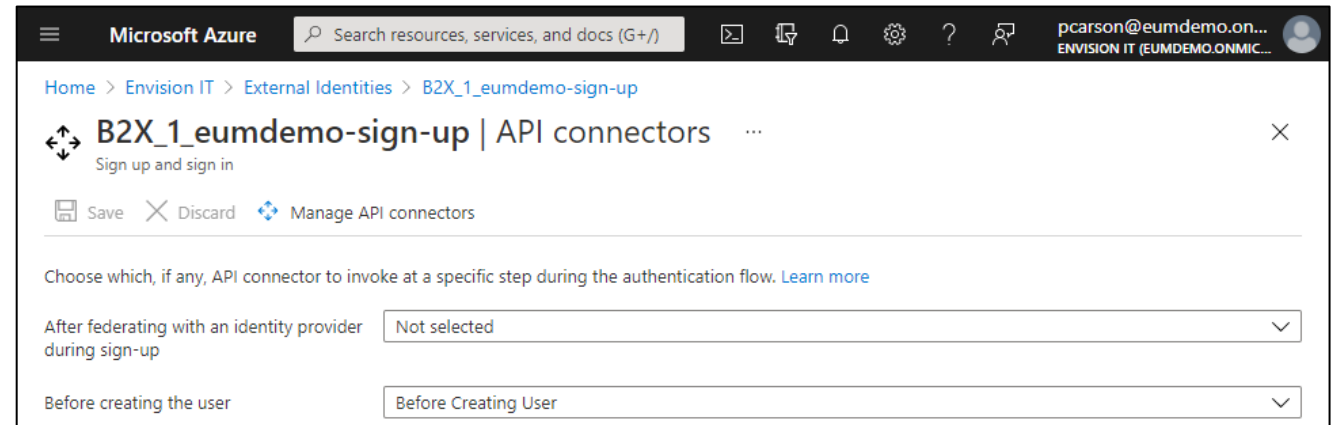 Microsoft Azure
Search resources, services, and docs (G+/)
pcarson@eumdemo.on...
ENVISION IT (EUMDEMO.ONMIC...
Home > Envision IT > External Identities > B2X_1_eumdemo-sign-up
B2X_1_eumdemo-sign-up | API connectors ...
Sign up and sign in
Save Discard Manage API connectors
Choose which, if any, API connector to invoke at a specific step during the authentication flow. Learn more
After federating with an identity provider Not selected
during sign-up
Before creating the user Before Creating User